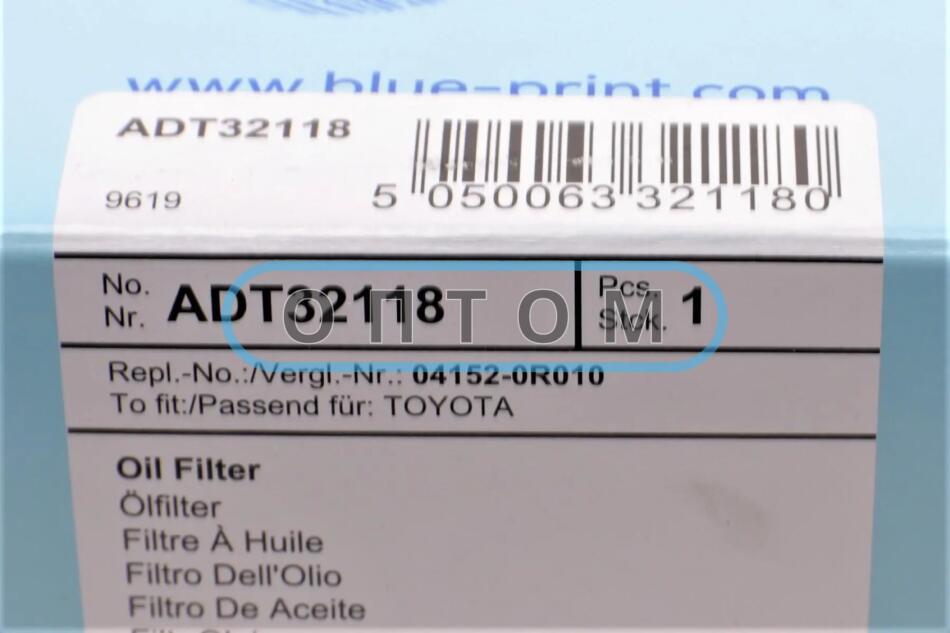 www.blue-print.com
ADT32118
9619
5 050063 321180
No.
Nr. ADT32118
Pcs.
Stck. 1
ОПТОМ
Repl.-No.:/Vergl.-Nr.: 04152-0R010
To fit:/Passend für: TOYOTA
Oil Filter
Ölfilter
Filtre À Huile
Filtro Dell'Olio
Filtro De Aceite